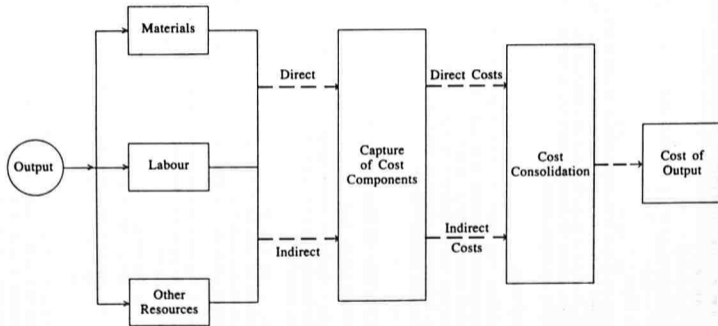 Output
Materials
Labour
Other
Resources
Direct
Indirect
Capture
of Cost
Components
Direct Costs
Indirect
Costs
Cost
Consolidation
Cost of
Output